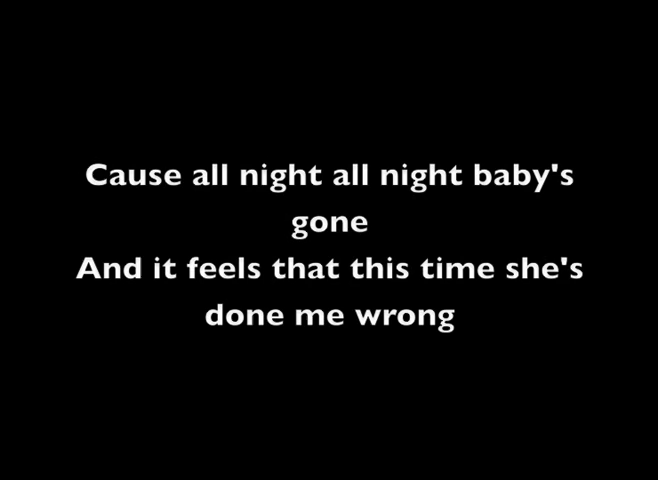 Cause all night all night baby's
gone
And it feels that this time she's
done me wrong